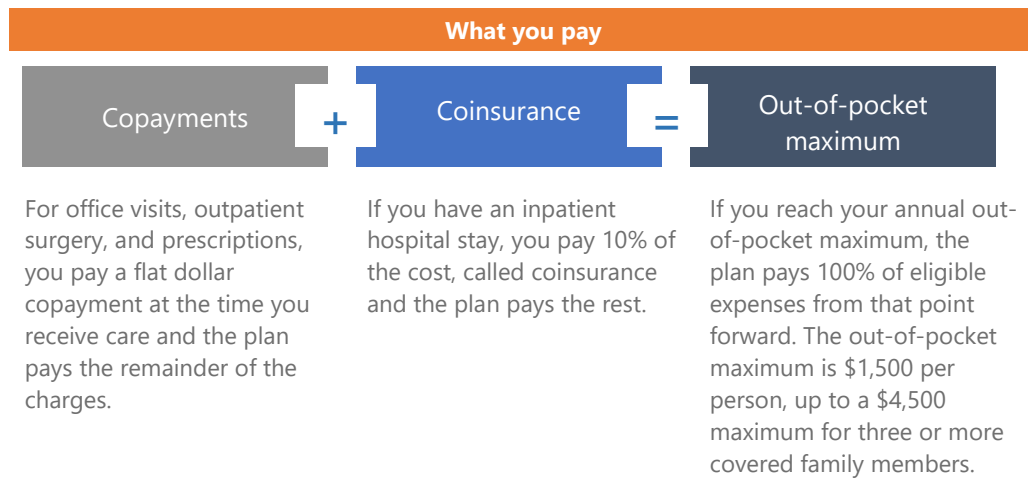 What you pay
Copayments
+
Coinsurance
=
Out-of-pocket
maximum
For office visits, outpatient
surgery, and prescriptions,
you pay a flat dollar
copayment at the time you
receive care and the plan
pays the remainder of the
charges.
If you have an inpatient
hospital stay, you pay 10% of
the cost, called coinsurance
and the plan pays the rest.
If you reach your annual out-
of-pocket maximum, the
plan pays 100% of eligible
expenses from that point
forward. The out-of-pocket
maximum is $1,500 per
person, up to a $4,500
maximum for three or more
covered family members.